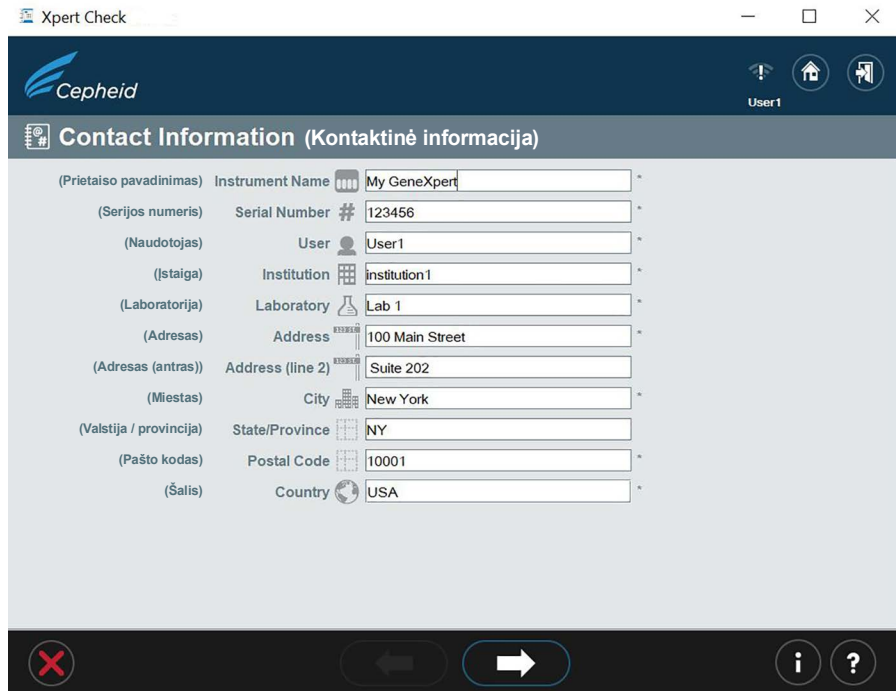 Xpert Check
Cepheid
User1
Contact Information (Kontaktinė informacija)
(Prietaiso pavadinimas) Instrument Name My GeneXpert *
(Serijos numeris) Serial Number # 123456 *
(Naudotojas) User User1 *
(Įstaiga) Institution institution1 *
(Laboratorija) Laboratory Lab 1 *
(Adresas) Address 100 Main Street *
(Adresas (antras)) Address (line 2) Suite 202
(Miestas) City New York *
(Valstija / provincija) State/Province NY
(Pašto kodas) Postal Code 10001 *
(Šalis) Country USA *
i ?